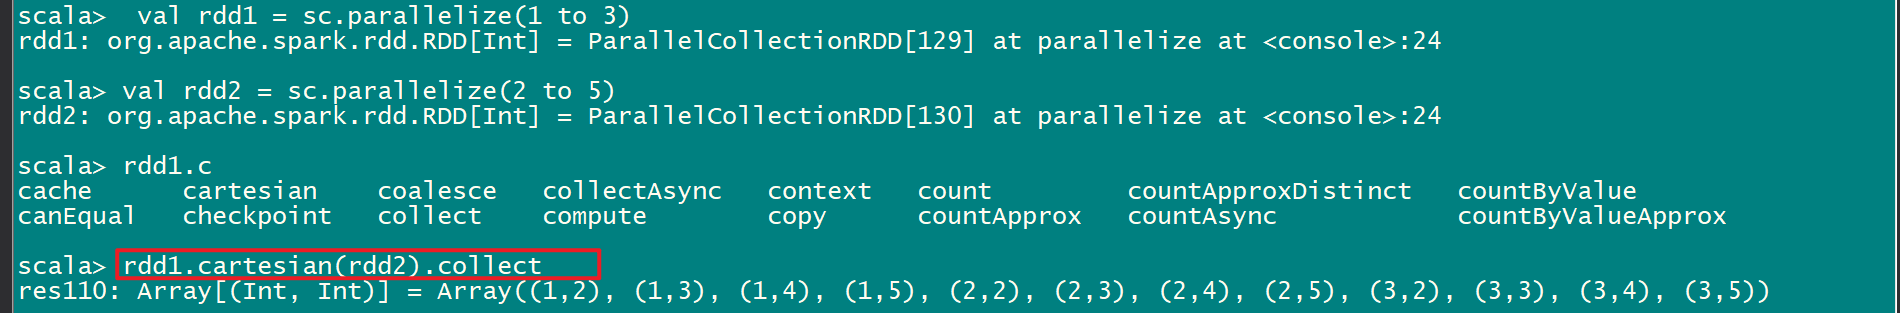 scala>  val rdd1 = sc.parallelize(1 to 3)
rdd1: org.apache.spark.rdd.RDD[Int] = ParallelCollectionRDD[129] at parallelize at <console>:24
scala> val rdd2 = sc.parallelize(2 to 5)
rdd2: org.apache.spark.rdd.RDD[Int] = ParallelCollectionRDD[130] at parallelize at <console>:24
scala> rdd1.c
cache      cartesian    coalesce   collectAsync   context   count         countApproxDistinct   countByValue
canEqual   checkpoint   collect    compute        copy      countApprox   countAsync            countByValueApprox
scala> rdd1.cartesian(rdd2).collect
res110: Array[(Int, Int)] = Array((1,2), (1,3), (1,4), (1,5), (2,2), (2,3), (2,4), (2,5), (3,2), (3,3), (3,4), (3,5))